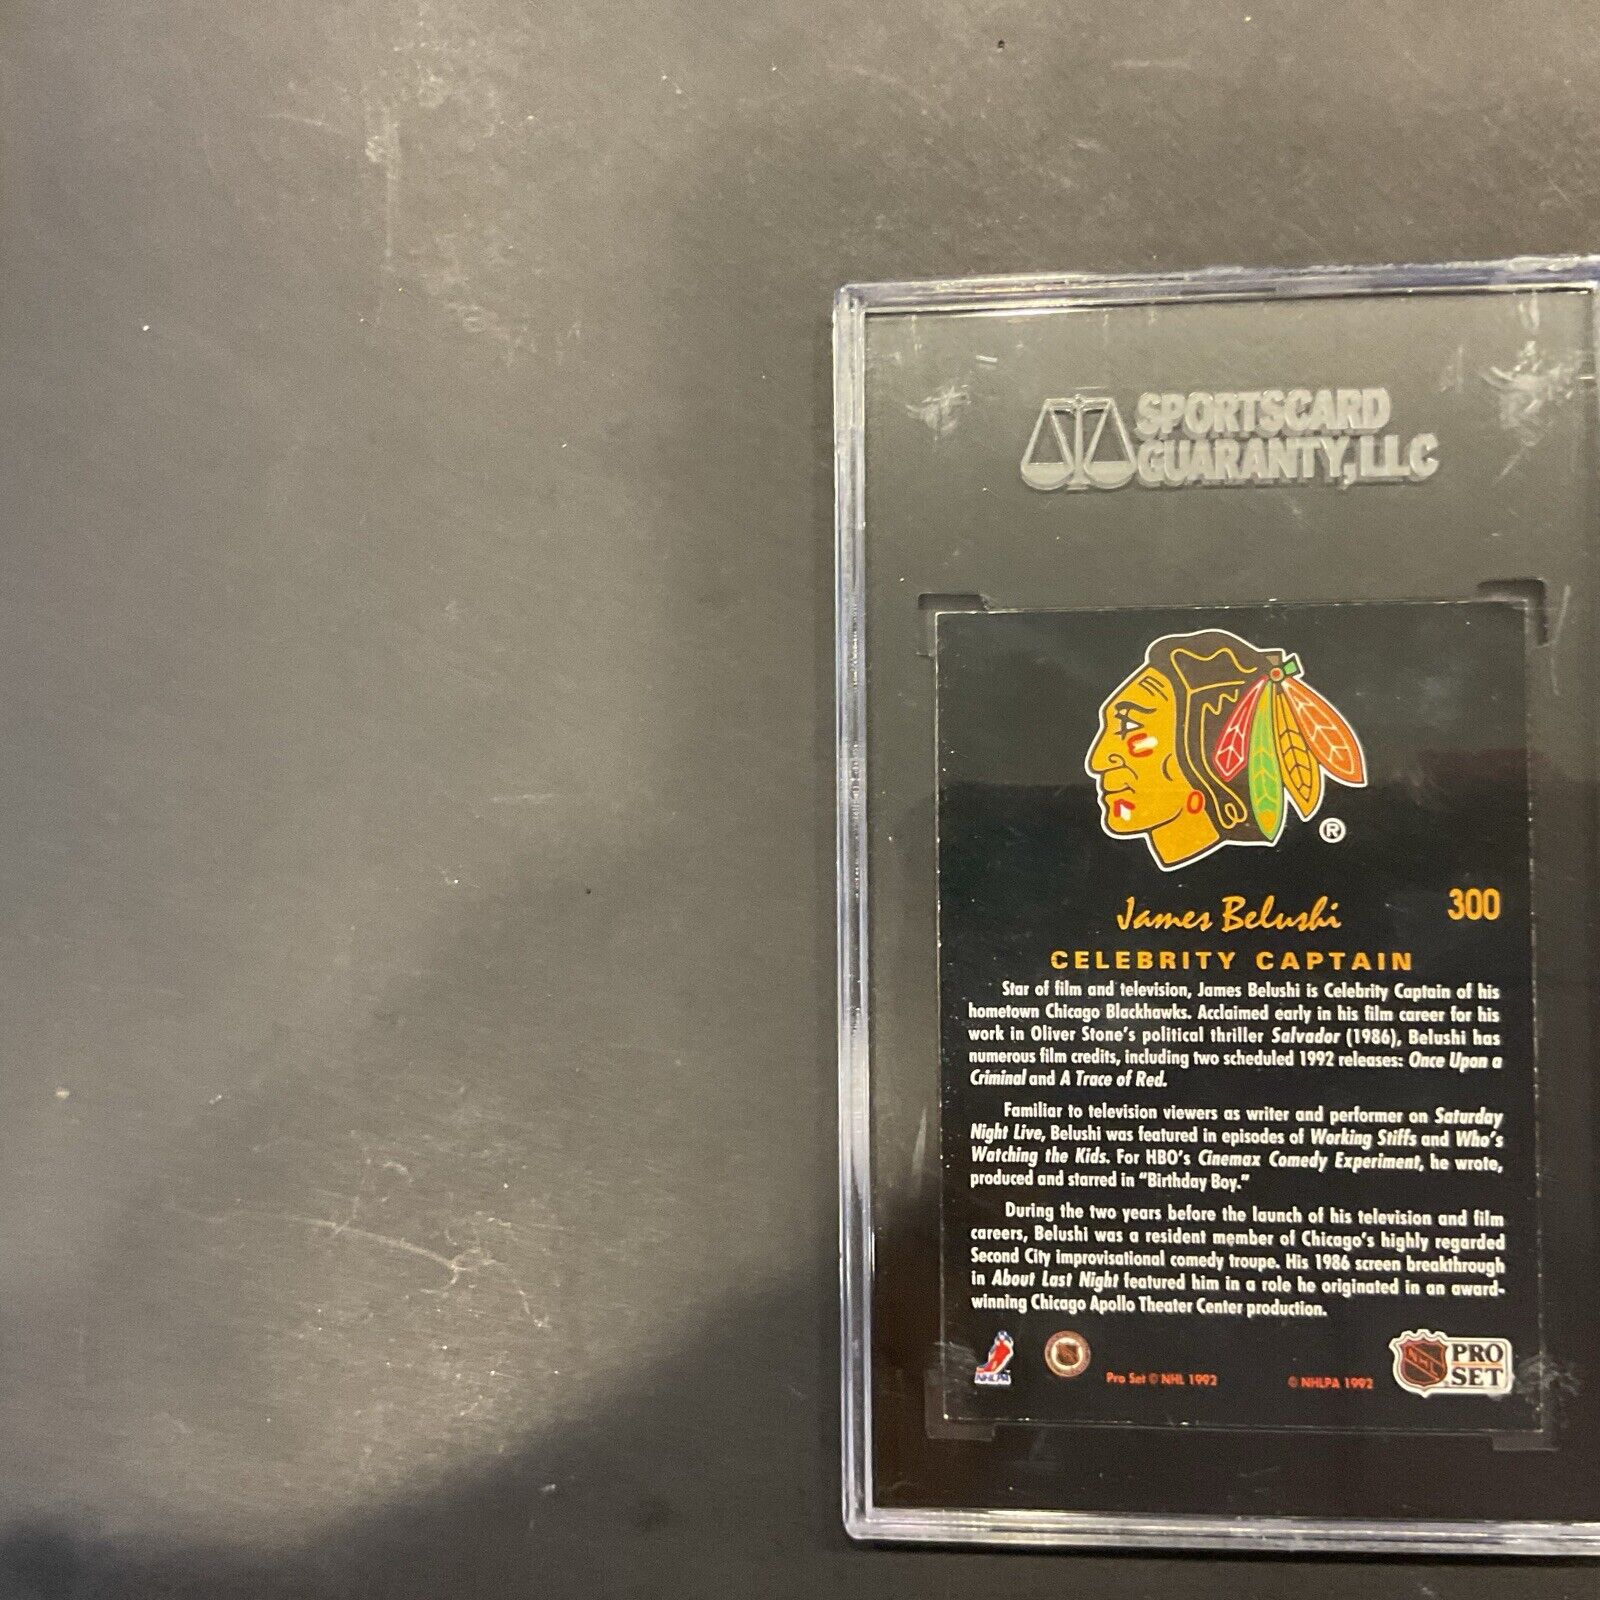 SPORTSCARD
GUARANTY, LLC
®
James Belushi
300
CELEBRITY CAPTAIN
Star of film and television, James Belushi is Celebrity Captain of his
hometown Chicago Blackhawks. Acclaimed early in his film career for his
work in Oliver Stone's political thriller Salvador (1986), Belushi has
numerous film credits, including two scheduled 1992 releases: Once Upon a
Criminal and A Trace of Red.
Familiar to television viewers as writer and performer on Saturday
Night Live, Belushi was featured in episodes of Working Stiffs and Who's
Watching the Kids. For HBO's Cinemax Comedy Experiment, he wrote,
produced and starred in "Birthday Boy."
During the two years before the launch of his television and film
careers, Belushi was a resident member of Chicago's highly regarded
Second City improvisational comedy troupe. His 1986 screen breakthrough
in About Last Night featured him in a role he originated in an award-
winning Chicago Apollo Theater Center production.
NHLPA
Pro Set © NHL 1992
© NHLPA 1992
NHL
PRO
SET